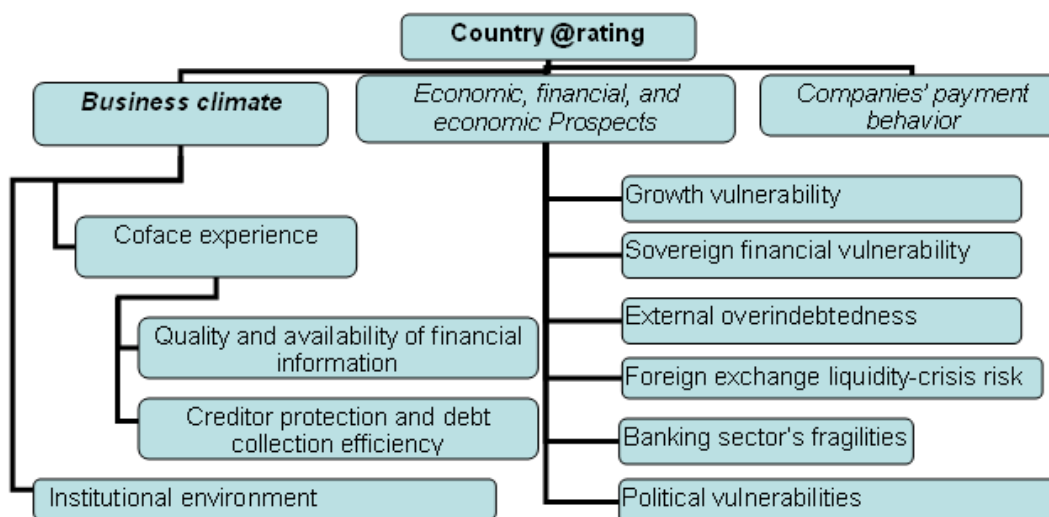 Country @rating
Business climate
Economic, financial, and
economic Prospects
Companies' payment
behavior
Growth vulnerability
Coface experience
Sovereign financial vulnerability
External overindebtedness
Quality and availability of financial
information
Foreign exchange liquidity-crisis risk
Creditor protection and debt
collection efficiency
Banking sector's fragilities
Institutional environment
Political vulnerabilities